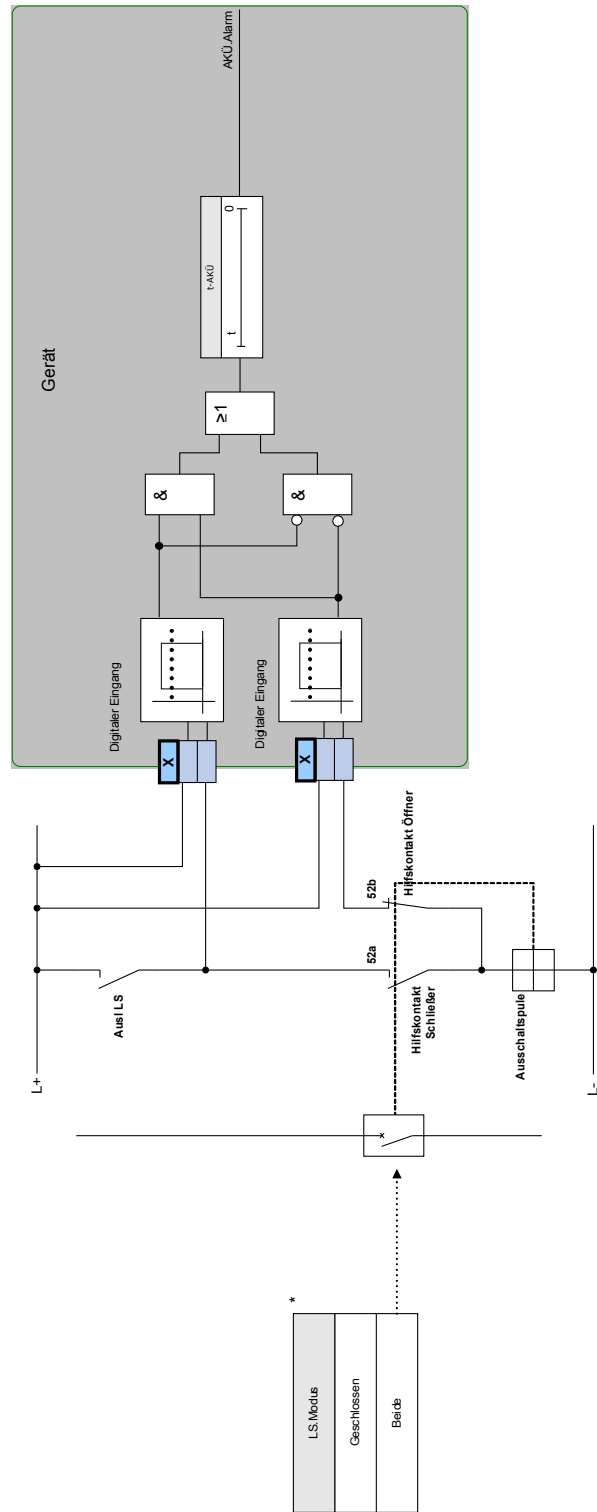 Gerät
AKÜ.Alarm
t-AKÜ
t
0
≥1
&
&
Digitaler Eingang
Digitaler Eingang
X
X
L+
Ausl LS
52a
Hilfskontakt
Schließer
52b
Hilfskontakt Öffner
Ausschaltspule
L-
*
LS.Modus
Geschlossen
Beide